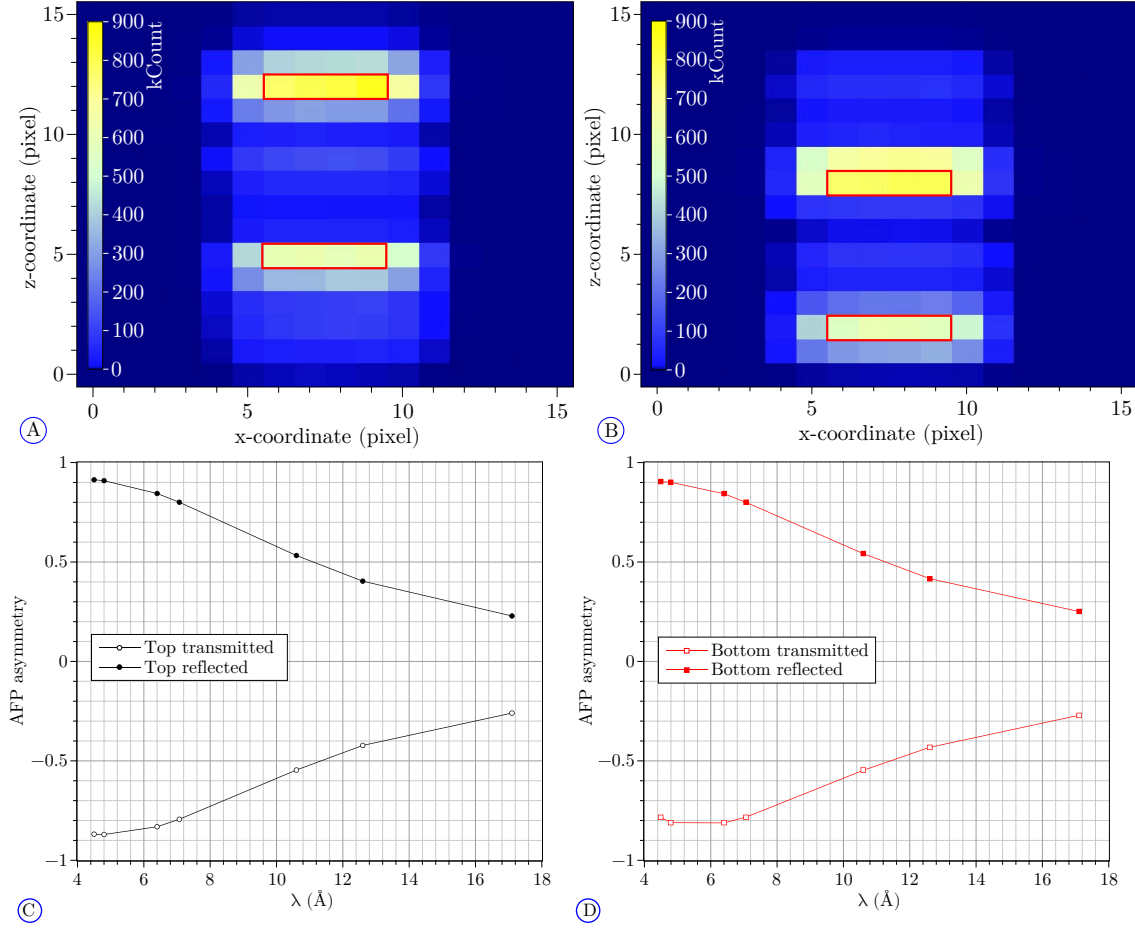 15
10
5
0
z-coordinate (pixel)
900
800
700
600
500
400
300
200
100
0
kCount
0
5
10
15
x-coordinate (pixel)
A
15
10
5
0
z-coordinate (pixel)
900
800
700
600
500
400
300
200
100
0
kCount
0
5
10
15
x-coordinate (pixel)
B
1
0.5
0
−0.5
−1
AFP asymmetry
Top transmitted
Top reflected
4 6 8 10 12 14 16 18
λ (Å)
C
1
0.5
0
−0.5
−1
AFP asymmetry
Bottom transmitted
Bottom reflected
4 6 8 10 12 14 16 18
λ (Å)
D